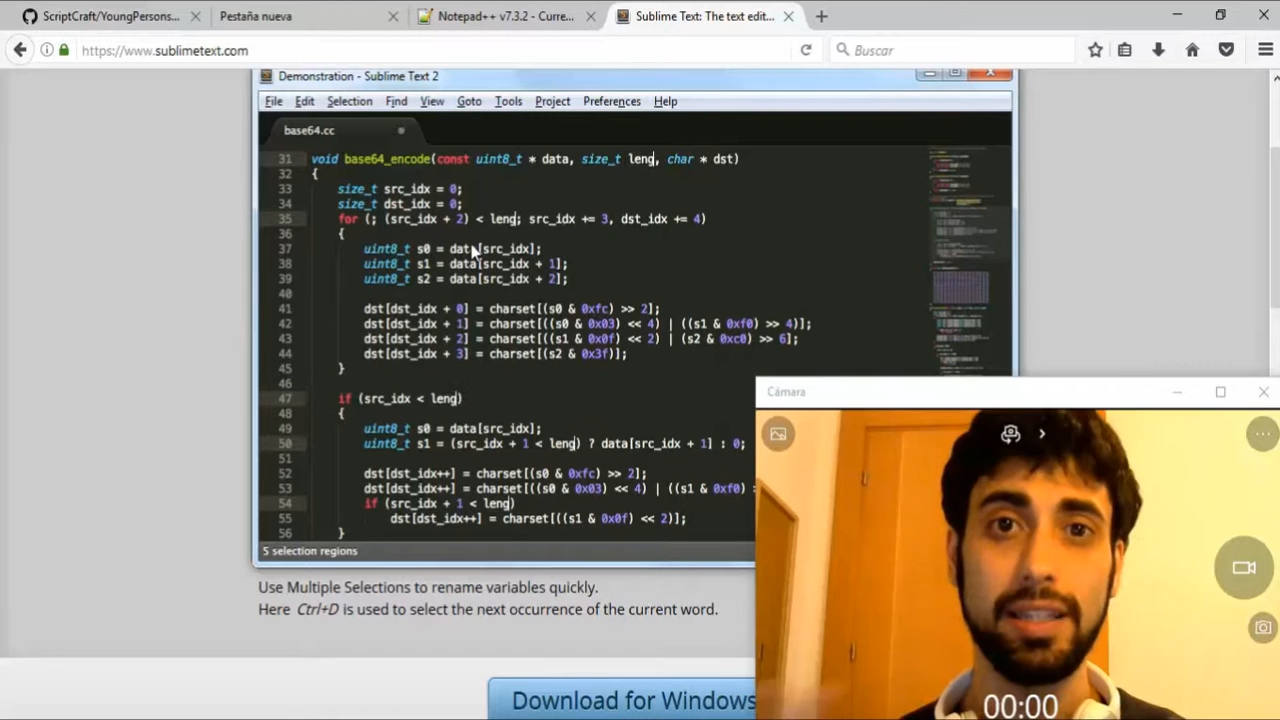 ScriptCraft/YoungPersons...
Pestaña nueva
Notepad++ v7.3.2 - Curre...
Sublime Text: The text edit...
https://www.sublimetext.com
Buscar
Demonstration - Sublime Text 2
File Edit Selection Find View Goto Tools Project Preferences Help
base64.cc
31 void base64_encode(const uint8_t * data, size_t leng, char * dst)
32 {
33 size_t src_idx = 0;
34 size_t dst_idx = 0;
35 for (; (src_idx + 2) < leng; src_idx += 3, dst_idx += 4)
36 {
37 uint8_t s0 = data[src_idx];
38 uint8_t s1 = data[src_idx + 1];
39 uint8_t s2 = data[src_idx + 2];
40
41 dst[dst_idx + 0] = charset[(s0 & 0xfc) >> 2];
42 dst[dst_idx + 1] = charset[((s0 & 0x03) << 4) | ((s1 & 0xf0) >> 4)];
43 dst[dst_idx + 2] = charset[((s1 & 0x0f) << 2) | (s2 & 0xc0) >> 6];
44 dst[dst_idx + 3] = charset[(s2 & 0x3f)];
45 }
46
47 if (src_idx < leng)
48 {
49 uint8_t s0 = data[src_idx];
50 uint8_t s1 = (src_idx + 1 < leng) ? data[src_idx + 1] : 0;
51
52 dst[dst_idx++] = charset[(s0 & 0xfc) >> 2];
53 dst[dst_idx++] = charset[((s0 & 0x03) << 4) | ((s1 & 0xf0) >
54 if (src_idx + 1 < leng)
55 dst[dst_idx++] = charset[((s1 & 0x0f) << 2)];
56 }
5 selection regions
Use Multiple Selections to rename variables quickly.
Here Ctrl+D is used to select the next occurrence of the current word.
Download for Windows
Cámara
00:00